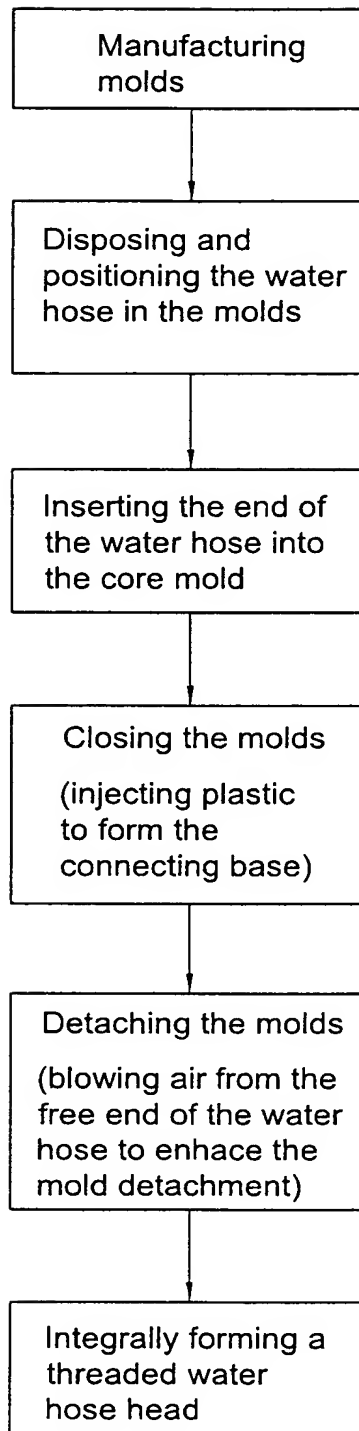 Manufacturing
molds
Disposing and
positioning the water
hose in the molds
Inserting the end of
the water hose into
the core mold
Closing the molds
(injecting plastic
to form the
connecting base)
Detaching the molds
(blowing air from the
free end of the water
hose to enhace the
mold detachment)
Integrally forming a
threaded water
hose head